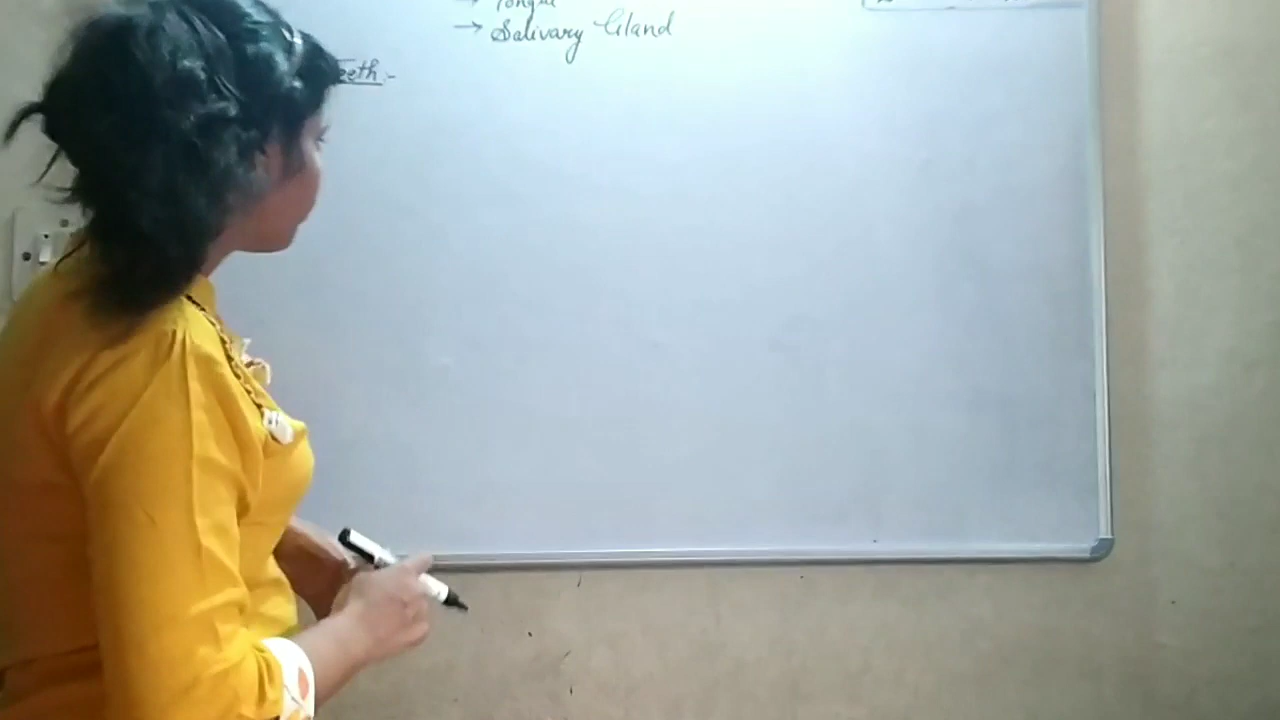 → Tongue
→ Salivary Gland
Teeth:-